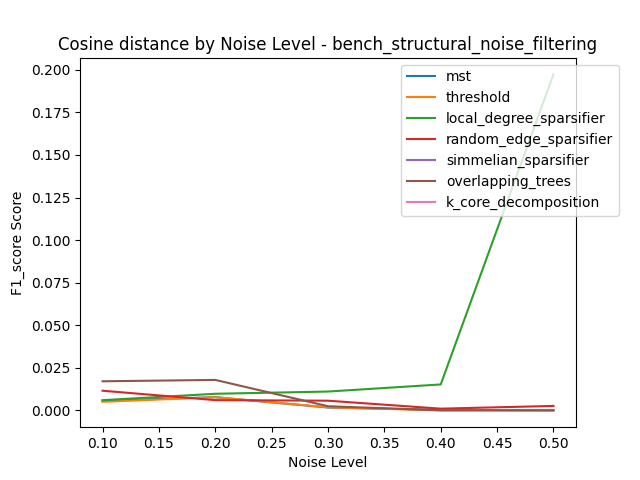 Cosine distance by Noise Level - bench_structural_noise_filtering
F1_score Score
0.200
0.175
0.150
0.125
0.100
0.075
0.050
0.025
0.000
mst
threshold
local_degree_sparsifier
random_edge_sparsifier
simmelian_sparsifier
overlapping_trees
k_core_decomposition
0.10 0.15 0.20 0.25 0.30 0.35 0.40 0.45 0.50
Noise Level